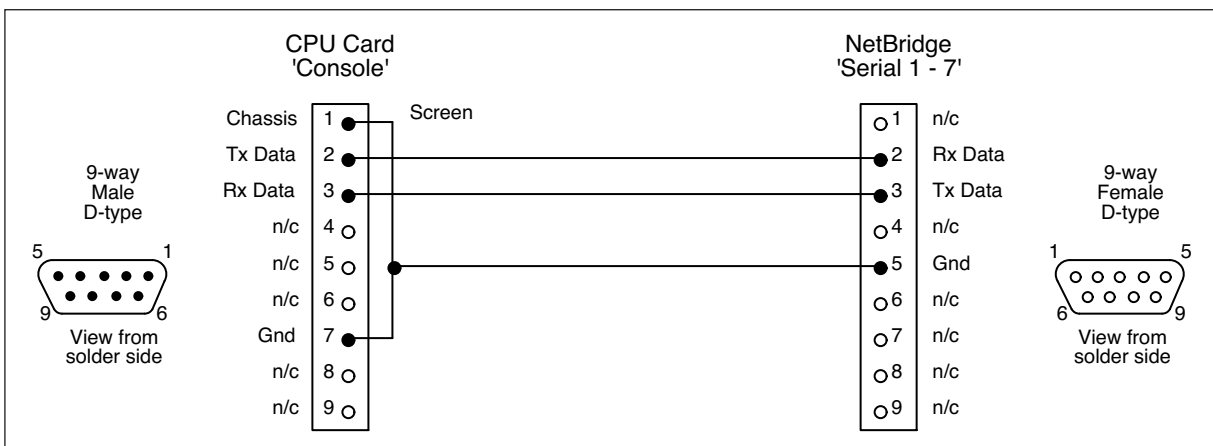 CPU Card
'Console'
NetBridge
'Serial 1 - 7'
Screen
Chassis 1
Tx Data 2
Rx Data 3
n/c 4
n/c 5
n/c 6
Gnd 7
n/c 8
n/c 9
1 n/c
2 Rx Data
3 Tx Data
4 n/c
5 Gnd
6 n/c
7 n/c
8 n/c
9 n/c
9-way
Male
D-type
5 1
9 6
View from
solder side
9-way
Female
D-type
1 5
6 9
View from
solder side